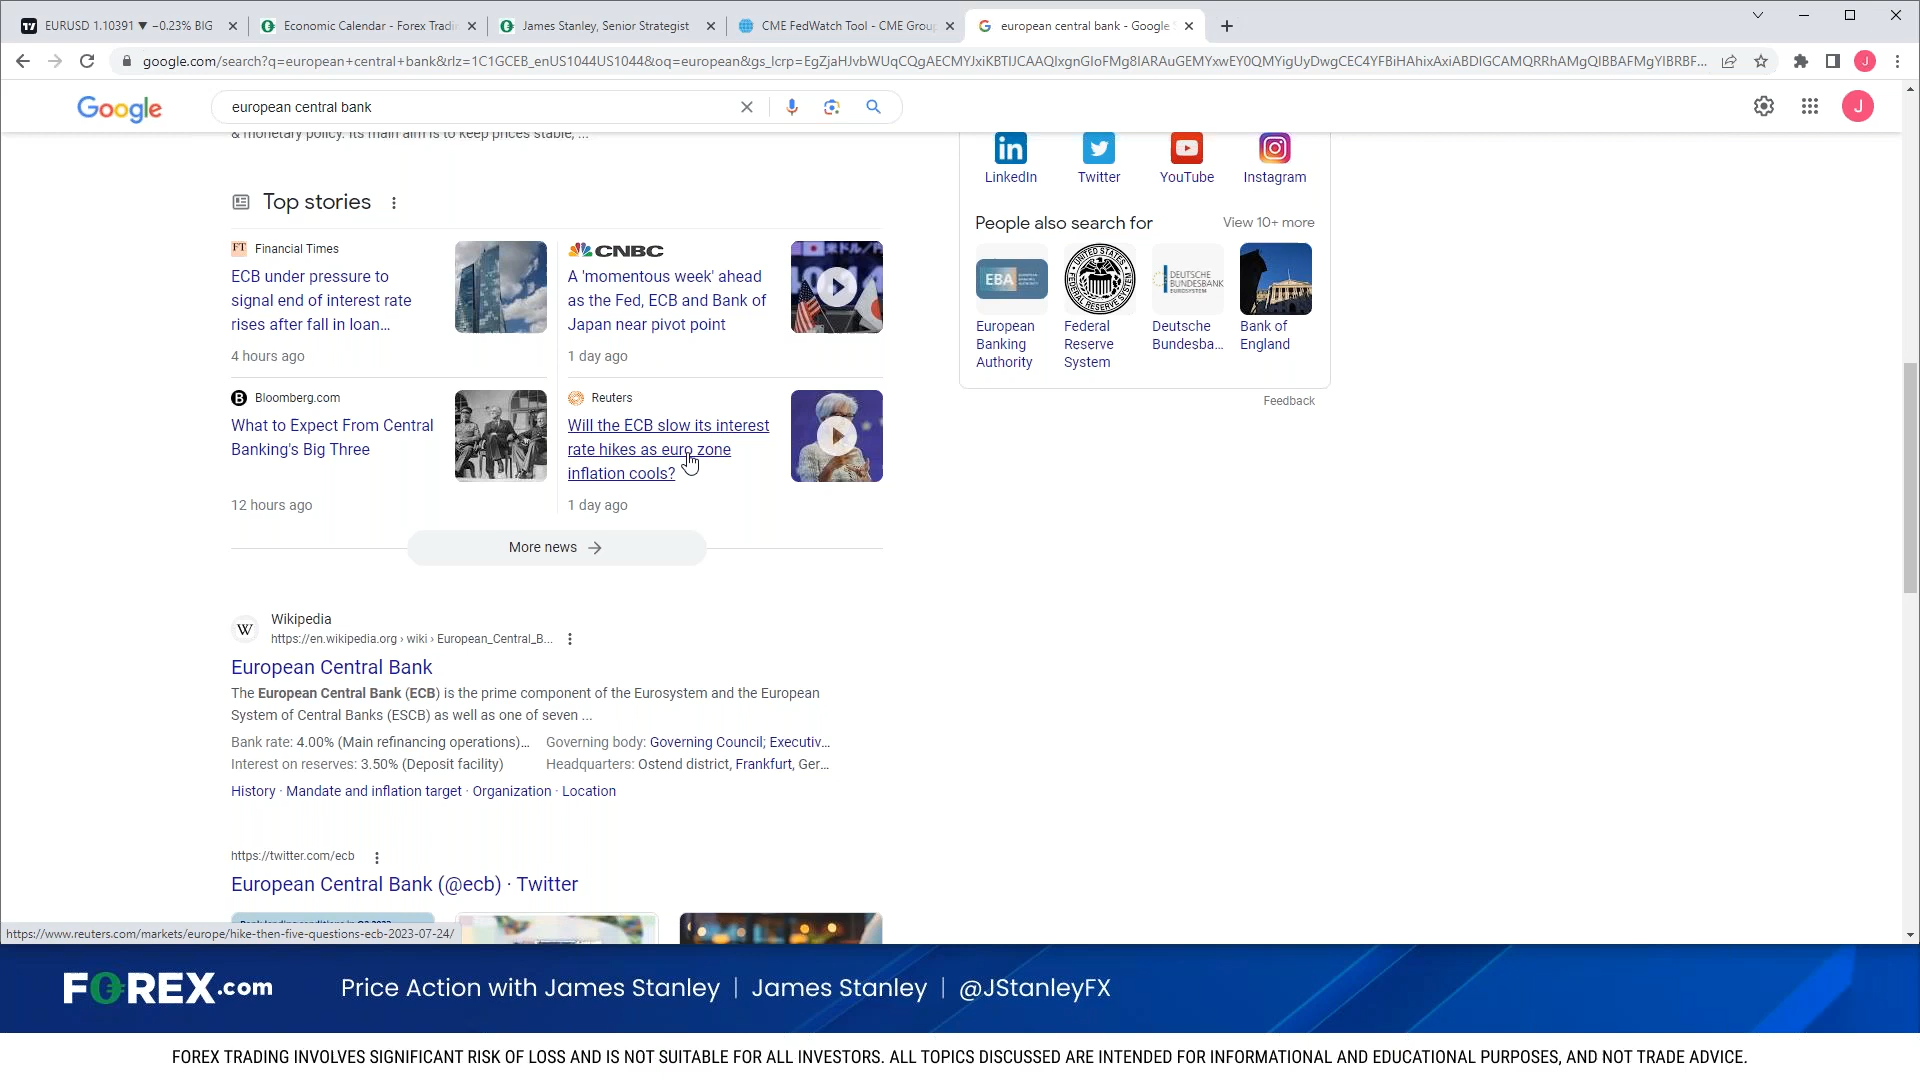 EURUSD 1.10391 ▼ −0.23% BIG
Economic Calendar - Forex Tradin
James Stanley, Senior Strategist
CME FedWatch Tool - CME Group
european central bank - Google
google.com/search?q=european+central+bank&rlz=1C1GCEB_enUS1044US1044&oq=european&gs_lcrp=
J
Google
european central bank
J
& monetary policy. Its main aim is to keep prices stable, ...
LinkedIn
Twitter
YouTube
Instagram
People also search for
View 10+ more
EBA
European
Banking
Authority
Federal
Reserve
System
DEUTSCHE
BUNDESBANK
EUROSYSTEM
Deutsche
Bundesba...
Bank of
England
Feedback
Top stories
FT Financial Times
ECB under pressure to
signal end of interest rate
rises after fall in loan...
4 hours ago
CNBC
A 'momentous week' ahead
as the Fed, ECB and Bank of
Japan near pivot point
1 day ago
B Bloomberg.com
What to Expect From Central
Banking's Big Three
12 hours ago
Reuters
Will the ECB slow its interest
rate hikes as euro zone
inflation cools?
1 day ago
More news
W
Wikipedia
https://en.wikipedia.org › wiki › European_Central_B...
European Central Bank
The European Central Bank (ECB) is the prime component of the Eurosystem and the European
System of Central Banks (ESCB) as well as one of seven ...
Bank rate: 4.00% (Main refinancing operations)...
Governing body: Governing Council; Executiv...
Interest on reserves: 3.50% (Deposit facility)
Headquarters: Ostend district, Frankfurt, Ger...
History · Mandate and inflation target · Organization · Location
https://twitter.com/ecb
European Central Bank (@ecb) · Twitter
https://www.reuters.com/markets/europe/hike-then-five-questions-ecb-2023-07-24/
FOREX.com
Price Action with James Stanley | James Stanley | @JStanleyFX
FOREX TRADING INVOLVES SIGNIFICANT RISK OF LOSS AND IS NOT SUITABLE FOR ALL INVESTORS. ALL TOPICS DISCUSSED ARE INTENDED FOR INFORMATIONAL AND EDUCATIONAL PURPOSES, AND NOT TRADE ADVICE.